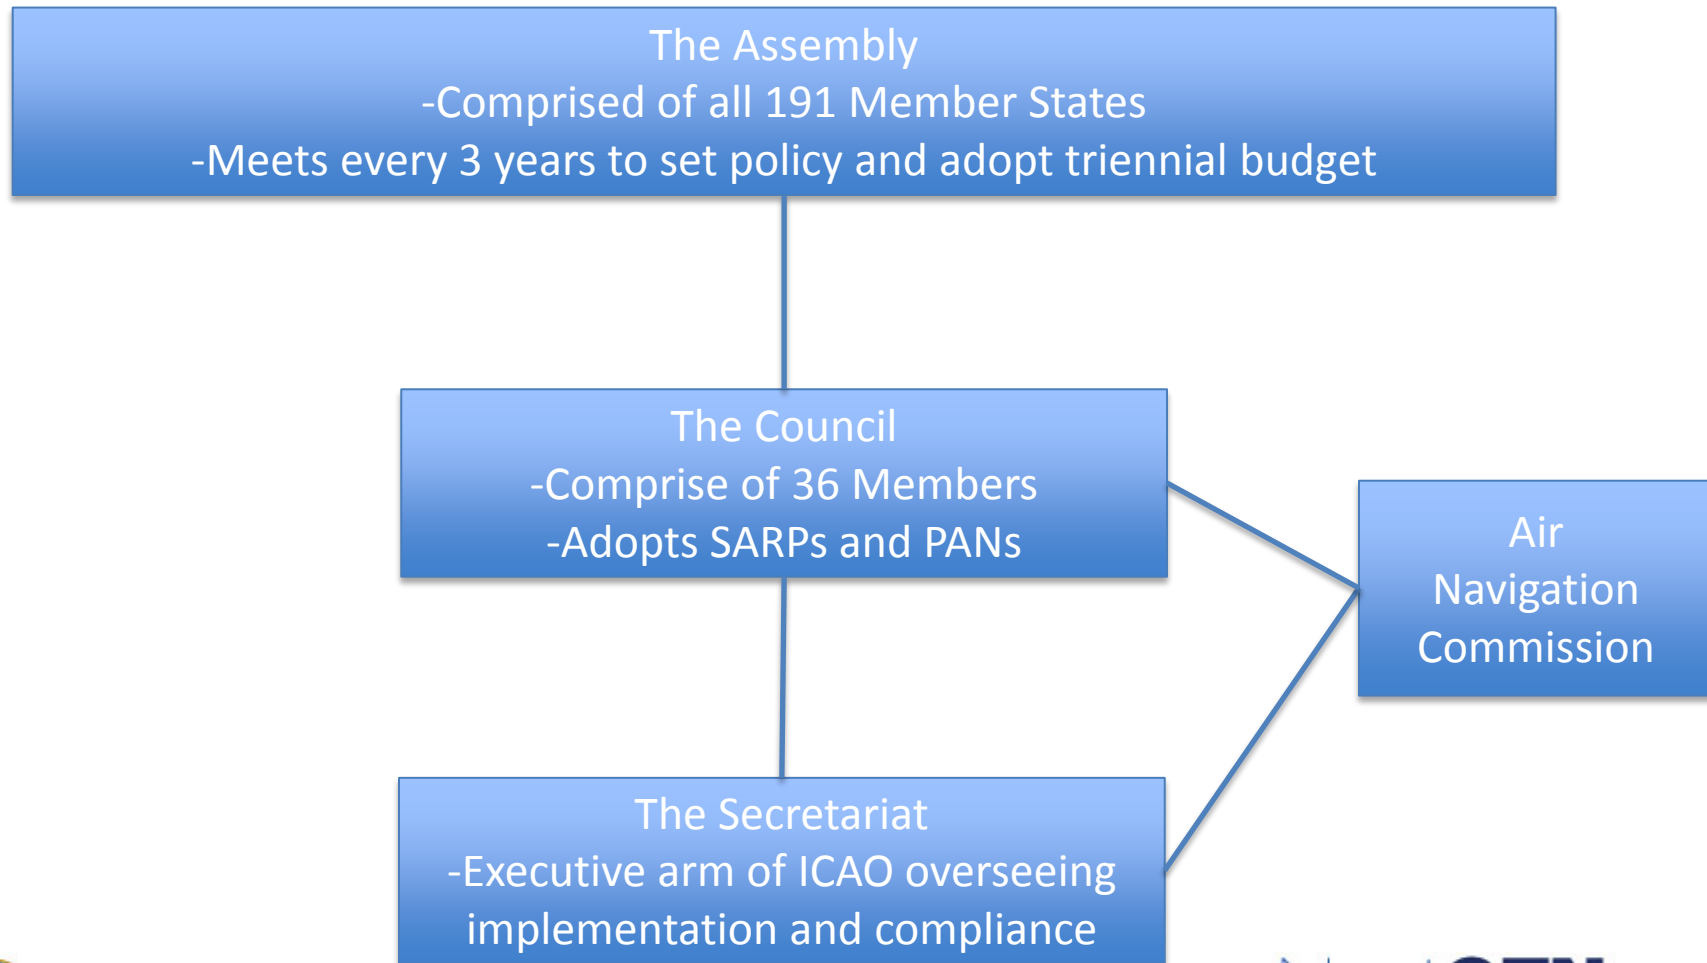 The Assembly
-Comprised of all 191 Member States
-Meets every 3 years to set policy and adopt triennial budget
The Council
-Comprise of 36 Members
-Adopts SARPs and PANs
Air
Navigation
Commission
The Secretariat
-Executive arm of ICAO overseeing
implementation and compliance